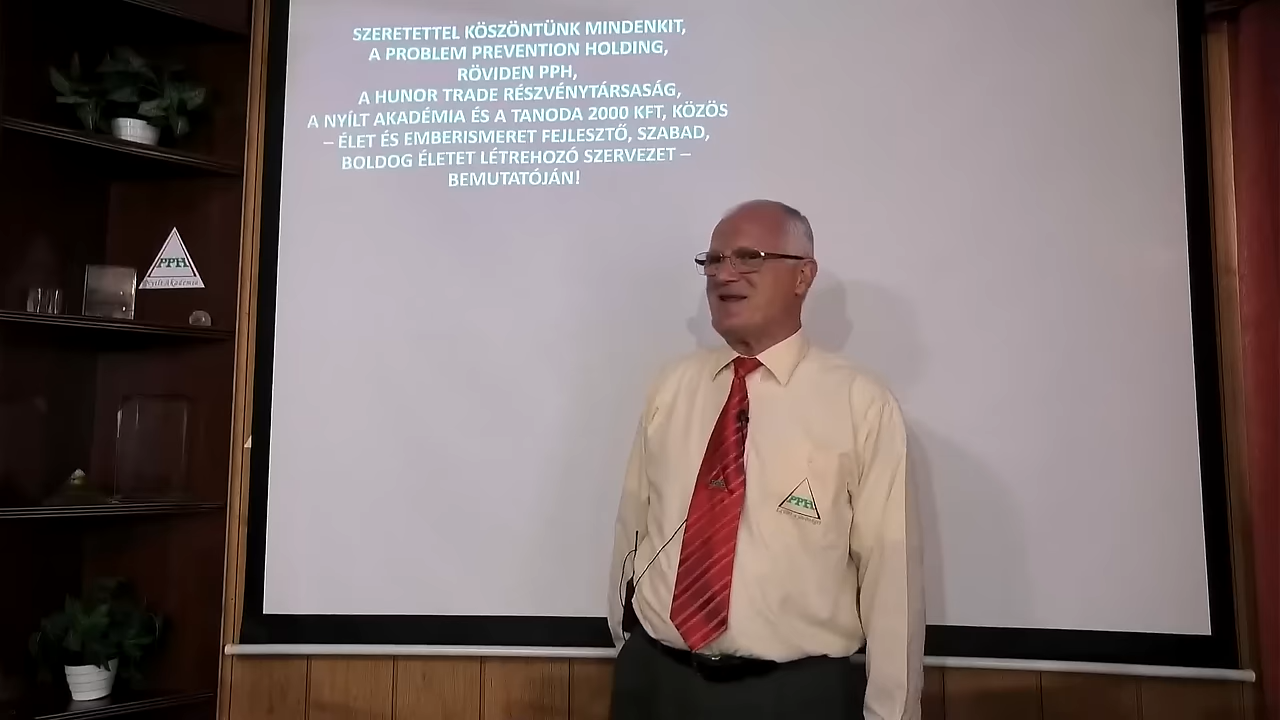 SZERETETTEL KÖSZÖNTÜNK MINDENKIT,
A PROBLEM PREVENTION HOLDING,
RÖVIDEN PPH,
A HUNOR TRADE RÉSZVÉNYTÁRSASÁG,
A NYÍLT AKADÉMIA ÉS A TANODA 2000 KFT, KÖZÖS
– ÉLET ÉS EMBERISMERET FEJLESZTŐ, SZABAD,
BOLDOG ÉLETET LÉTREHOZÓ SZERVEZET –
BEMUTATÓJÁN!
PPH
Nyílt Akadémia
PPH